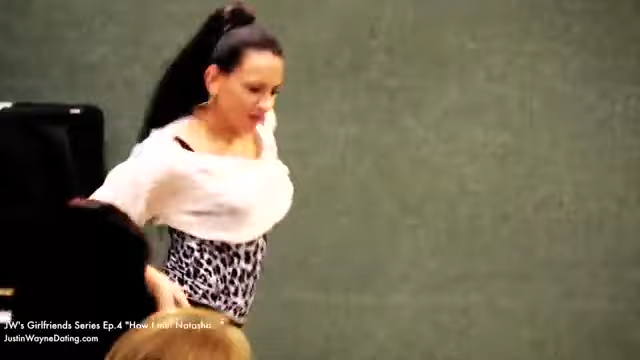 JW's Girlfriends Series Ep.4 "How I met Natasha..."
JustinWayneDating.com